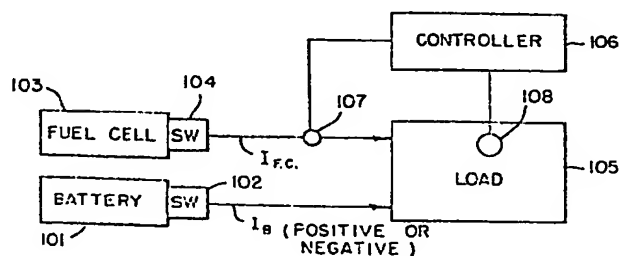 CONTROLLER
106
103
104
107
108
FUEL CELL
SW
I F.C.
LOAD
105
102
BATTERY
SW
101
I B (POSITIVE OR
NEGATIVE)